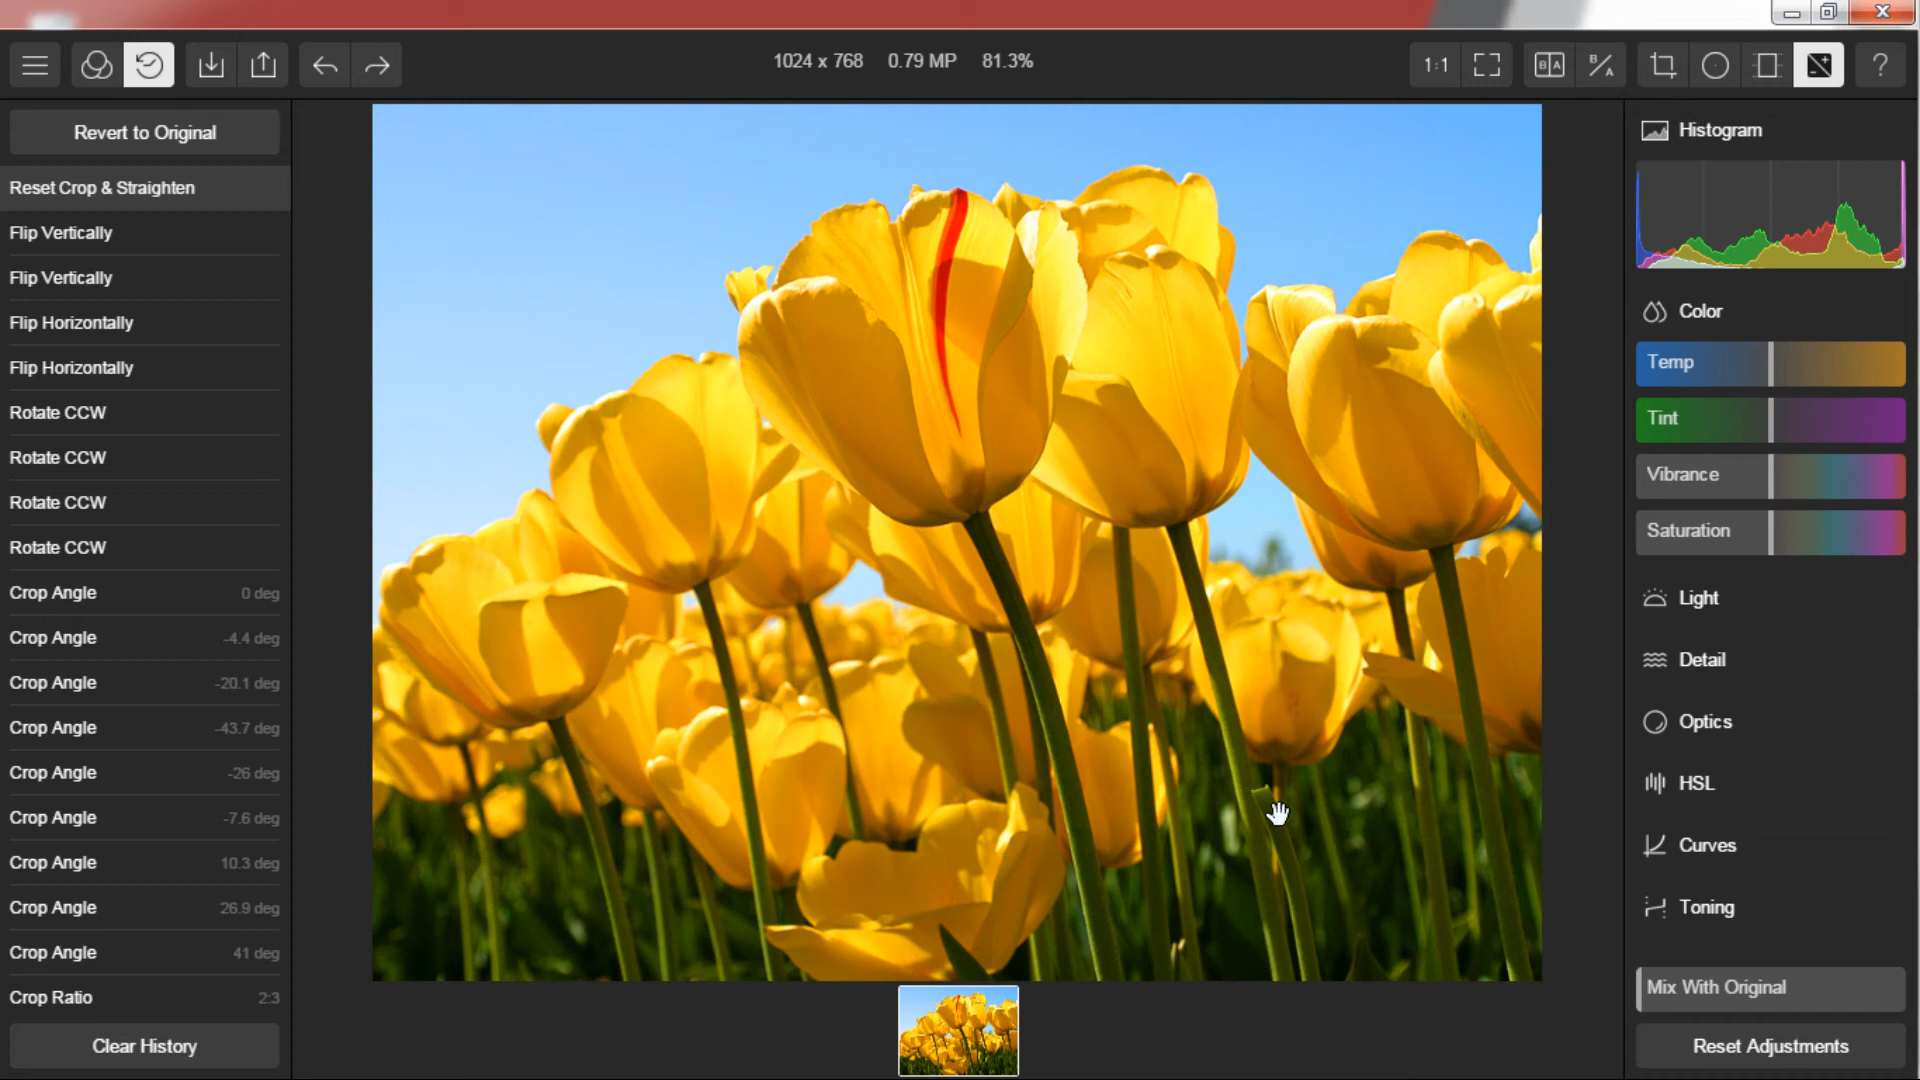 1024 x 768 0.79 MP 81.3%
1:1
B A
B/A
?
Revert to Original
Reset Crop & Straighten
Flip Vertically
Flip Vertically
Flip Horizontally
Flip Horizontally
Rotate CCW
Rotate CCW
Rotate CCW
Rotate CCW
Crop Angle 0 deg
Crop Angle -4.4 deg
Crop Angle -20.1 deg
Crop Angle -43.7 deg
Crop Angle -26 deg
Crop Angle -7.6 deg
Crop Angle 10.3 deg
Crop Angle 26.9 deg
Crop Angle 41 deg
Crop Ratio 2:3
Clear History
Histogram
Color
Temp
Tint
Vibrance
Saturation
Light
Detail
Optics
HSL
Curves
Toning
Mix With Original
Reset Adjustments